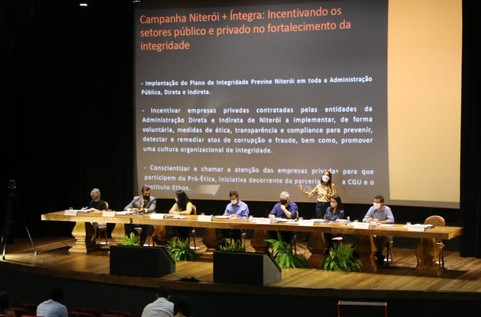 Campanha Niterói + Íntegra: Incentivando os
setores público e privado no fortalecimento da
integridade
- Implantação do Plano de Integridade Previne Niterói em toda a Administração
Pública, Direta e Indireta.
- Incentivar empresas privadas contratadas pelas entidades da
Administração Direta e Indireta de Niterói a implementar, de forma
voluntária, medidas de ética, transparência e compliance para prevenir,
detectar e remediar atos de corrupção e fraude, bem como, promover
uma cultura organizacional de integridade.
- Conscientizar e chamar a atenção das empresas para que
participem do Pró-Ética, iniciativa decorrente da a CGU e o
Instituto Ethos.